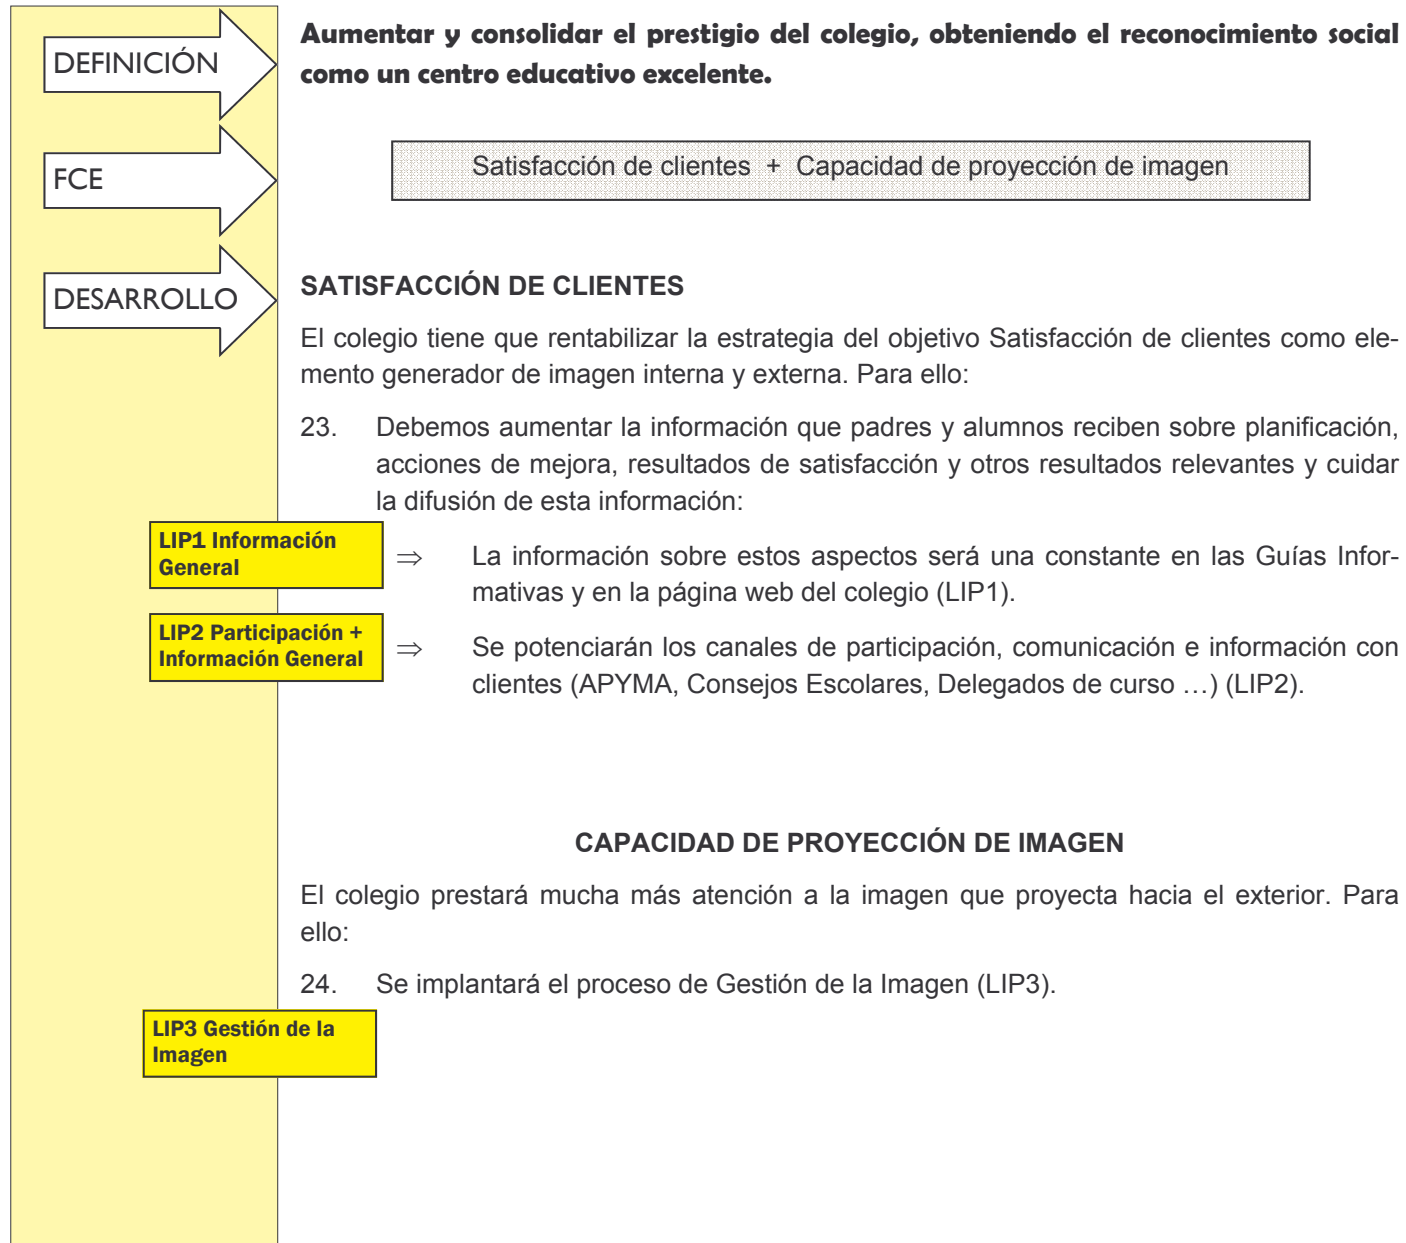 DEFINICIÓN
Aumentar y consolidar el prestigio del colegio, obteniendo el reconocimiento social
como un centro educativo excelente.
FCE
Satisfacción de clientes + Capacidad de proyección de imagen
DESARROLLO
SATISFACCIÓN DE CLIENTES
El colegio tiene que rentabilizar la estrategia del objetivo Satisfacción de clientes como ele-
mento generador de imagen interna y externa. Para ello:
23. Debemos aumentar la información que padres y alumnos reciben sobre planificación,
acciones de mejora, resultados de satisfacción y otros resultados relevantes y cuidar
la difusión de esta información:
LIP1 Información
General
⇒ La información sobre estos aspectos será una constante en las Guías Infor-
mativas y en la página web del colegio (LIP1).
LIP2 Participación +
Información General
⇒ Se potenciarán los canales de participación, comunicación e información con
clientes (APYMA, Consejos Escolares, Delegados de curso …) (LIP2).
CAPACIDAD DE PROYECCIÓN DE IMAGEN
El colegio prestará mucha más atención a la imagen que proyecta hacia el exterior. Para
ello:
24. Se implantará el proceso de Gestión de la Imagen (LIP3).
LIP3 Gestión de la
Imagen